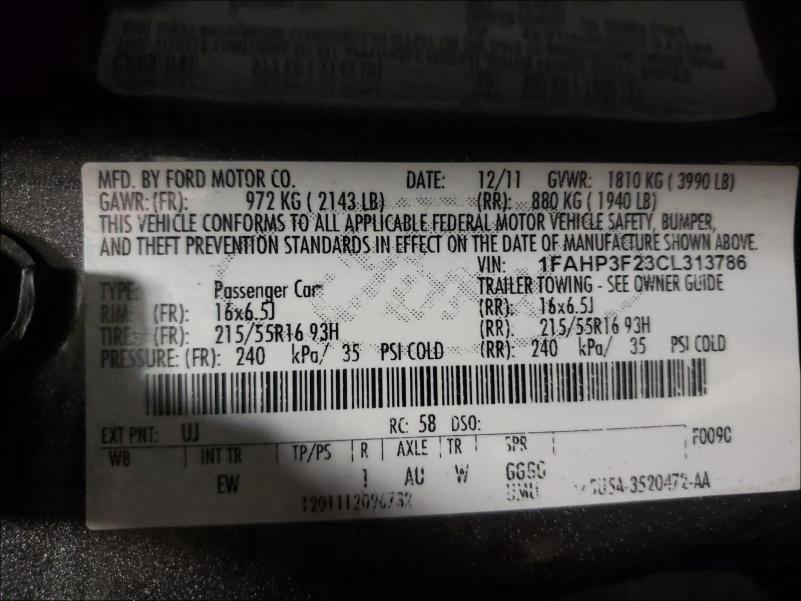 MFD. BY FORD MOTOR CO. DATE: 12/11 GVWR: 1810 KG ( 3990 LB)
GAWR: (FR): 972 KG ( 2143 LB) (RR): 880 KG ( 1940 LB)
THIS VEHICLE CONFORMS TO ALL APPLICABLE FEDERAL MOTOR VEHICLE SAFETY, BUMPER,
AND THEFT PREVENTION STANDARDS IN EFFECT ON THE DATE OF MANUFACTURE SHOWN ABOVE.
VIN: 1FAHP3F23CL313786
TYPE: Passenger Car TRAILER TOWING - SEE OWNER GUIDE
RIM: (FR): 16x6.5J (RR): 16x6.5J
TIRE: (FR): 215/55R16 93H (RR): 215/55R16 93H
PRESSURE: (FR): 240 kPa/ 35 PSI COLD (RR): 240 kPa/ 35 PSI COLD
EXT PNT: UJ RC: 58 DSO: F0090
WB INT TR TP/PS R AXLE TR SPR
EW 1 AU W GGGG